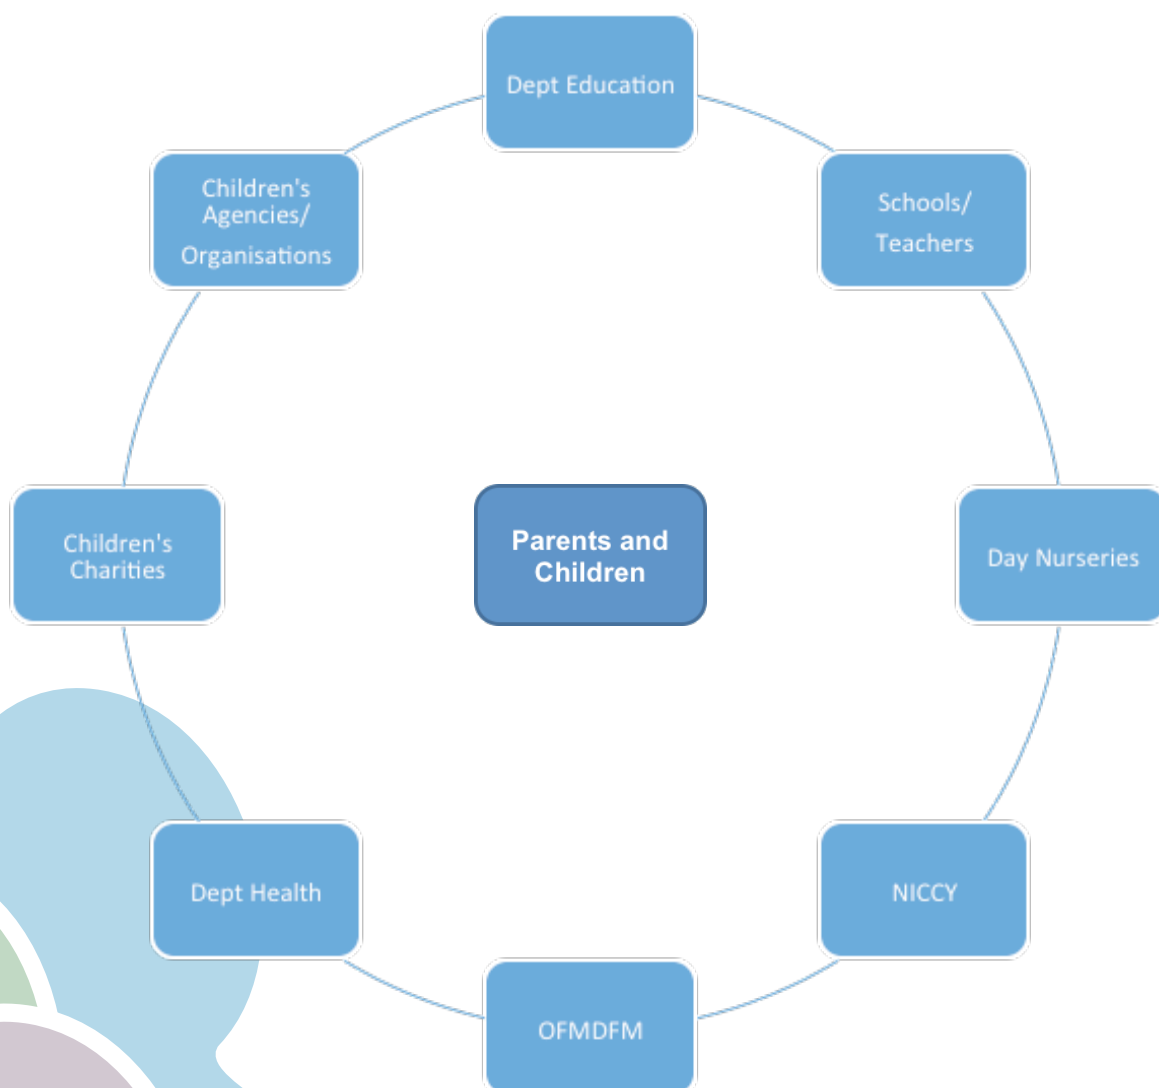 Dept Education
Children's
Agencies/
Organisations
Schools/
Teachers
Children's
Charities
Parents and
Children
Day Nurseries
Dept Health
NICCY
OFMDFM